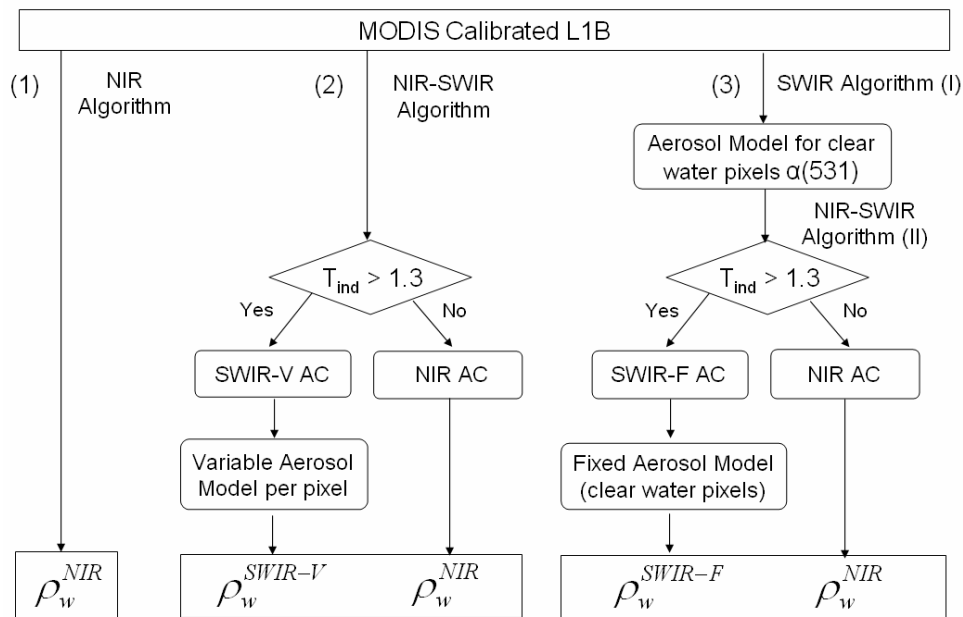 MODIS Calibrated L1B
(1)
NIR
Algorithm
(2)
NIR-SWIR
Algorithm
(3)
SWIR Algorithm (I)
Aerosol Model for clear
water pixels α(531)
NIR-SWIR
Algorithm (II)
T_ind > 1.3
Yes
No
SWIR-V AC
NIR AC
Variable Aerosol
Model per pixel
T_ind > 1.3
Yes
No
SWIR-F AC
NIR AC
Fixed Aerosol Model
(clear water pixels)
ρ_w^NIR
ρ_w^SWIR–V
ρ_w^NIR
ρ_w^SWIR–F
ρ_w^NIR